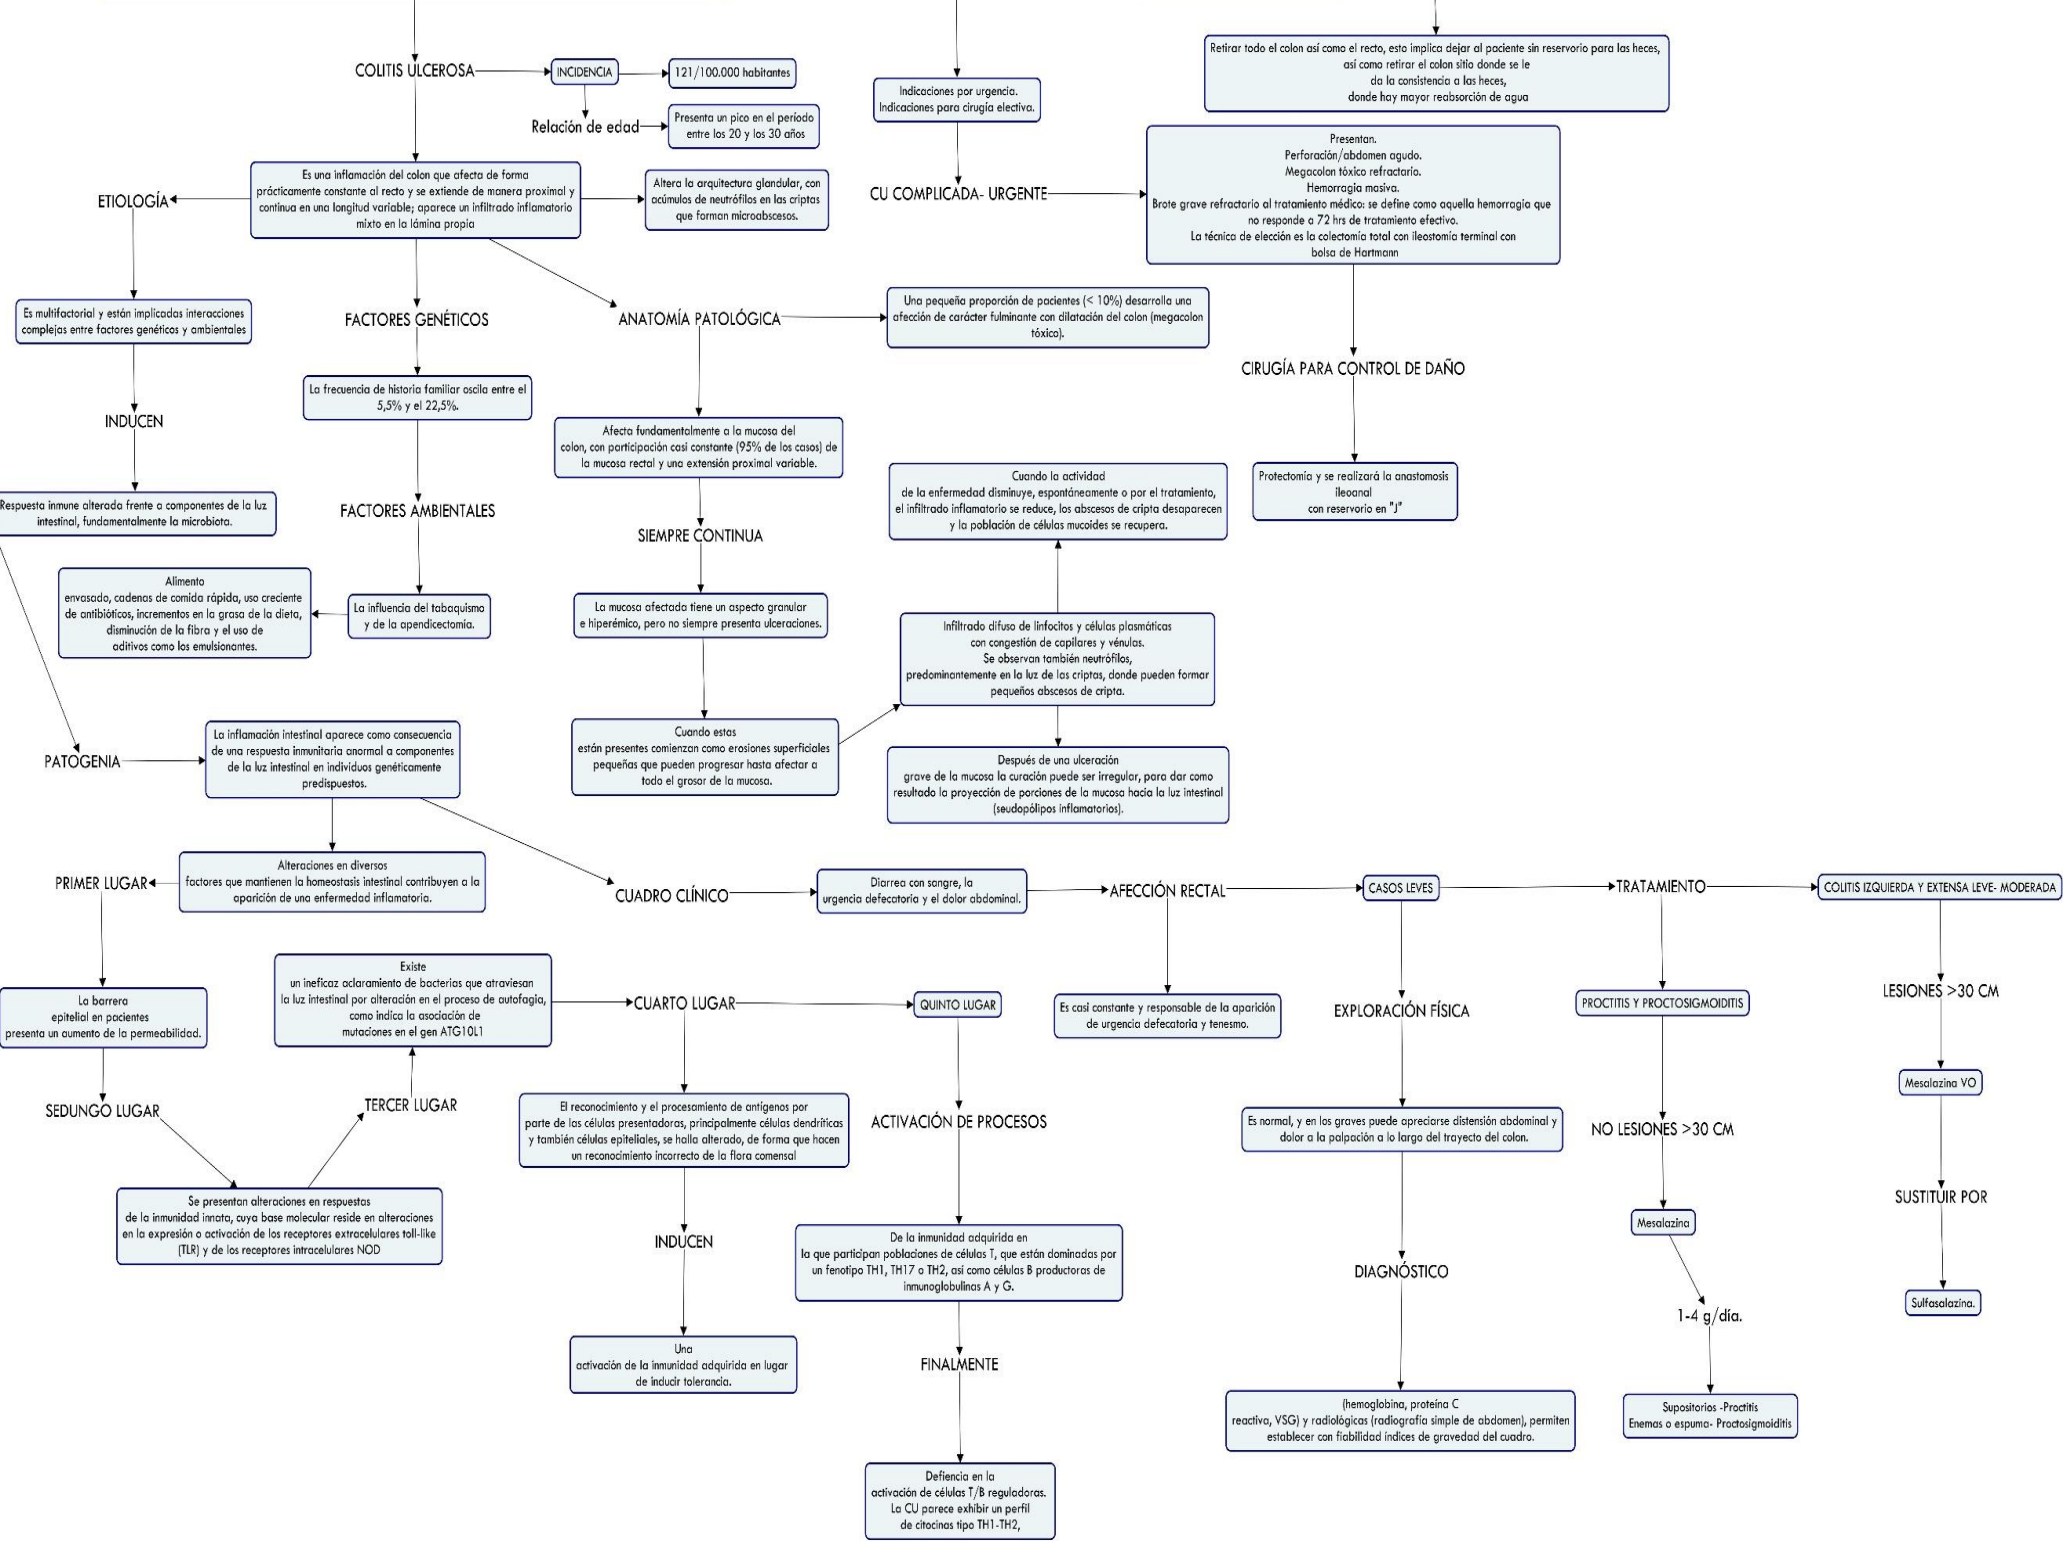 COLITIS ULCEROSA
INCIDENCIA
121/100.000 habitantes
Relación de edad
Presenta un pico en el período
entre los 20 y los 30 años
Indicaciones por urgencia.
Indicaciones para cirugía electiva.
Retirar todo el colon así como el recto, esto implica dejar al paciente sin reservorio para las heces,
así como retirar el colon sitio donde se le
da la consistencia a las heces,
donde hay mayor reabsorción de agua
ETIOLOGÍA
Es una inflamación del colon que afecta de forma
prácticamente constante al recto y se extiende de manera proximal y
continua en una longitud variable; aparece un infiltrado inflamatorio
mixto en la lámina propia
Altera la arquitectura glandular, con
acúmulos de neutrófilos en las criptas
que forman microabscesos.
CU COMPLICADA- URGENTE
Presentan.
Perforación/abdomen agudo.
Megacolon tóxico refractario.
Hemorragia masiva.
Brote grave refractario al tratamiento médico: se define como aquella hemorragia que
no responde a 72 hrs de tratamiento efectivo.
La técnica de elección es la colectomía total con ileostomía terminal con
bolsa de Hartmann
Es multifactorial y están implicadas interacciones
complejas entre factores genéticos y ambientales
FACTORES GENÉTICOS
ANATOMÍA PATOLÓGICA
Una pequeña proporción de pacientes (< 10%) desarrolla una
afección de carácter fulminante con dilatación del colon (megacolon
tóxico).
CIRUGÍA PARA CONTROL DE DAÑO
INDUCEN
La frecuencia de historia familiar oscila entre el
5,5% y el 22,5%.
Afecta fundamentalmente a la mucosa del
colon, con participación casi constante (95% de los casos) de
la mucosa rectal y una extensión proximal variable.
Cuando la actividad
de la enfermedad disminuye, espontáneamente o por el tratamiento,
el infiltrado inflamatorio se reduce, los abscesos de cripta desaparecen
y la población de células mucoides se recupera.
Protectomía y se realizará la anastomosis
ileoanal
con reservorio en "J"
Respuesta inmune alterada frente a componentes de la luz
intestinal, fundamentalmente la microbiota.
FACTORES AMBIENTALES
SIEMPRE CONTINUA
Alimento
envasado, cadenas de comida rápida, uso creciente
de antibióticos, incrementos en la grasa de la dieta,
disminución de la fibra y el uso de
aditivos como los emulsionantes.
La influencia del tabaquismo
y de la apendicectomía.
La mucosa afectada tiene un aspecto granular
e hiperémico, pero no siempre presenta ulceraciones.
Infiltrado difuso de linfocitos y células plasmáticas
con congestión de capilares y vénulas.
Se observan también neutrófilos,
predominantemente en la luz de las criptas, donde pueden formar
pequeños abscesos de cripta.
PATOGENIA
La inflamación intestinal aparece como consecuencia
de una respuesta inmunitaria anormal a componentes
de la luz intestinal en individuos genéticamente
predispuestos.
Cuando estas
están presentes comienzan como erosiones superficiales
pequeñas que pueden progresar hasta afectar a
todo el grosor de la mucosa.
Después de una ulceración
grave de la mucosa la curación puede ser irregular, para dar como
resultado la proyección de porciones de la mucosa hacia la luz intestinal
(seudopólipos inflamatorios).
PRIMER LUGAR
Alteraciones en diversos
factores que mantienen la homeostasis intestinal contribuyen a la
aparición de una enfermedad inflamatoria.
CUADRO CLÍNICO
Diarrea con sangre, la
urgencia defecatoria y el dolor abdominal.
AFECCIÓN RECTAL
CASOS LEVES
TRATAMIENTO
COLITIS IZQUIERDA Y EXTENSA LEVE- MODERADA
La barrera
epitelial en pacientes
presenta un aumento de la permeabilidad.
Existe
un ineficaz aclaramiento de bacterias que atraviesan
la luz intestinal por alteración en el proceso de autofagia,
como indica la asociación de
mutaciones en el gen ATG10L1
CUARTO LUGAR
QUINTO LUGAR
Es casi constante y responsable de la aparición
de urgencia defecatoria y tenesmo.
EXPLORACIÓN FÍSICA
PROCTITIS Y PROCTOSIGMOIDITIS
LESIONES >30 CM
SEDUNGO LUGAR
TERCER LUGAR
El reconocimiento y el procesamiento de antígenos por
parte de las células presentadoras, principalmente células dendríticas
y también células epiteliales, se halla alterado, de forma que hacen
un reconocimiento incorrecto de la flora comensal
ACTIVACIÓN DE PROCESOS
Es normal, y en los graves puede apreciarse distensión abdominal y
dolor a la palpación a lo largo del trayecto del colon.
NO LESIONES >30 CM
Mesalazina VO
Se presentan alteraciones en respuestas
de la inmunidad innata, cuya base molecular reside en alteraciones
en la expresión o activación de los receptores extracelulares toll-like
(TLR) y de los receptores intracelulares NOD
INDUCEN
De la inmunidad adquirida en
la que participan poblaciones de células T, que están dominadas por
un fenotipo TH1, TH17 o TH2, así como células B productoras de
inmunoglobulinas A y G.
DIAGNÓSTICO
Mesalazina
SUSTITUIR POR
1-4 g/día.
Sulfasalazina.
Una
activación de la inmunidad adquirida en lugar
de inducir tolerancia.
FINALMENTE
(hemoglobina, proteína C
reactiva, VSG) y radiológicas (radiografía simple de abdomen), permiten
establecer con fiabilidad índices de gravedad del cuadro.
Supositorios -Proctitis
Enemas o espuma- Proctosigmoiditis
Defiencia en la
activación de células T/B reguladoras.
La CU parece exhibir un perfil
de citocinas tipo TH1-TH2,